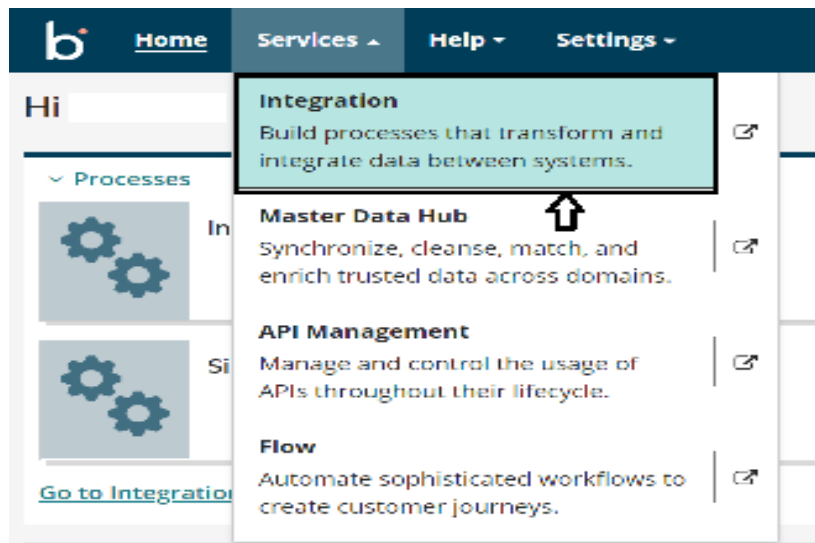 b Home Services Help Settings
Hi
Integration
Build processes that transform and
integrate data between systems.
Processes
In
Master Data Hub
Synchronize, cleanse, match, and
enrich trusted data across domains.
API Management
Si
Manage and control the usage of
APIs throughout their lifecycle.
Flow
Automate sophisticated workflows to
create customer journeys.
Go to Integration